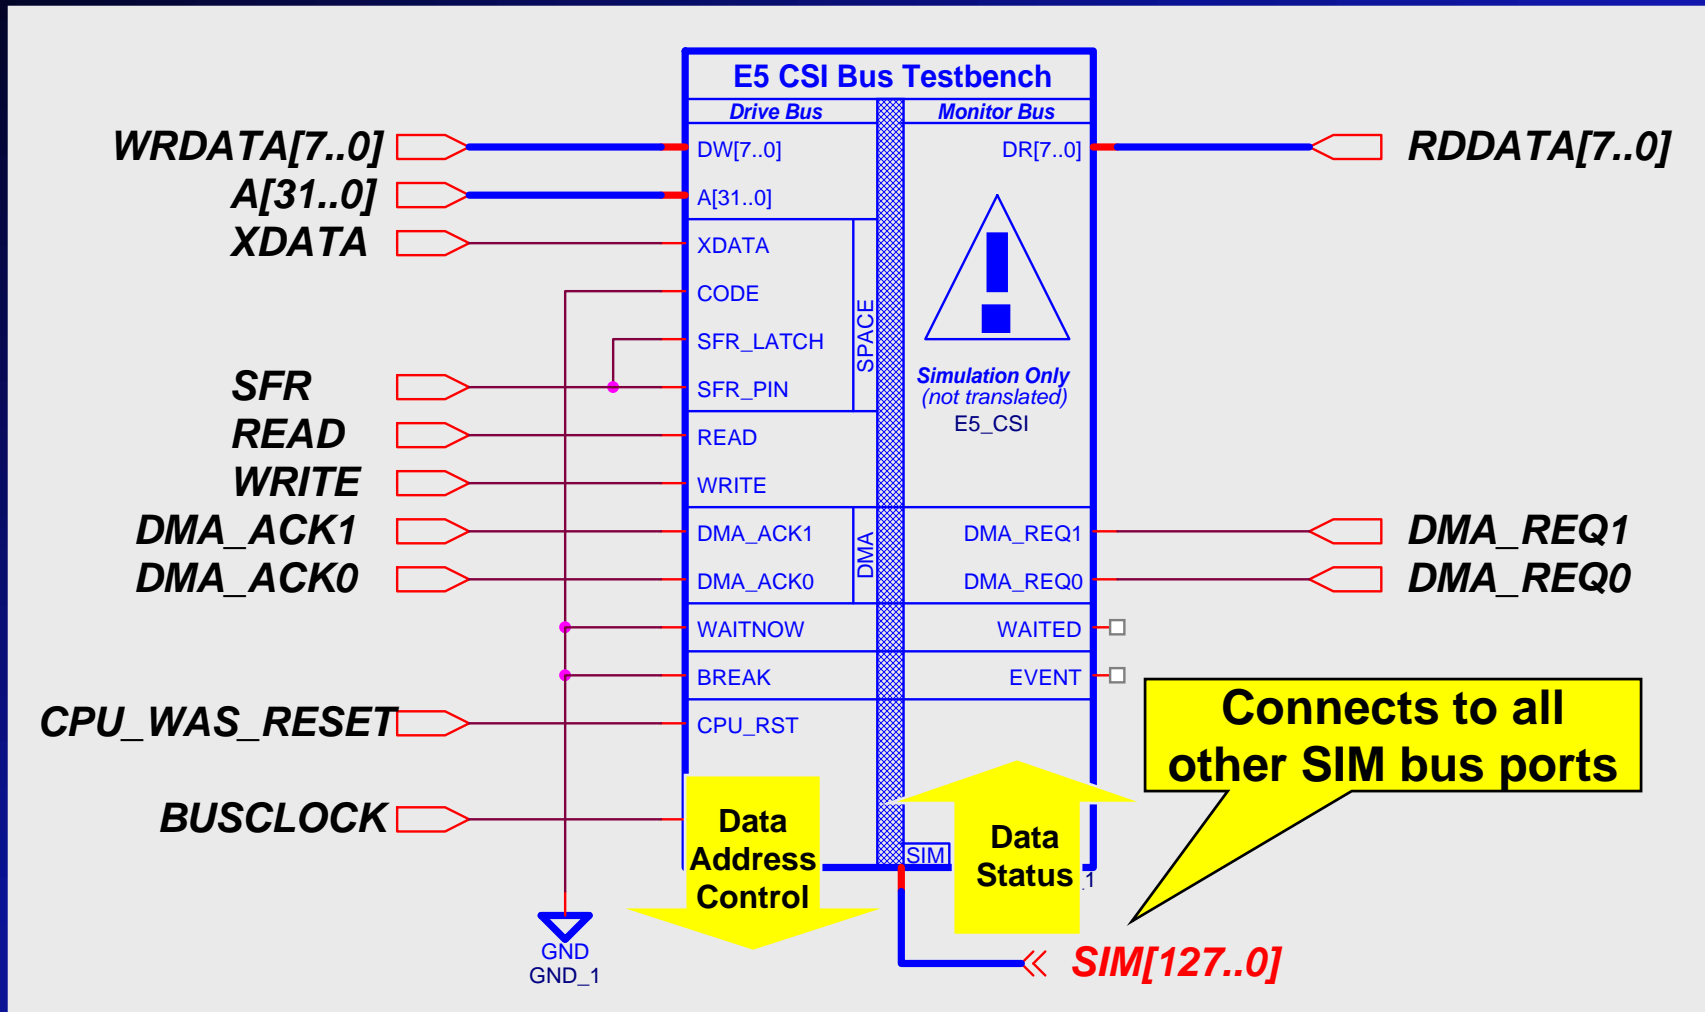 E5 CSI Bus Testbench
Drive Bus
Monitor Bus
WRDATA[7..0]
DW[7..0]
DR[7..0]
RDDATA[7..0]
A[31..0]
A[31..0]
XDATA
XDATA
CODE
SFR_LATCH
SPACE
SFR
SFR_PIN
Simulation Only
(not translated)
E5_CSI
READ
READ
WRITE
WRITE
DMA_ACK1
DMA_ACK1
DMA
DMA_REQ1
DMA_REQ1
DMA_ACK0
DMA_ACK0
DMA_REQ0
DMA_REQ0
WAITNOW
WAITED
BREAK
EVENT
CPU_WAS_RESET
CPU_RST
Connects to all
other SIM bus ports
BUSCLOCK
Data
Address
Control
SIM
Data
Status
1
GND
GND_1
SIM[127..0]